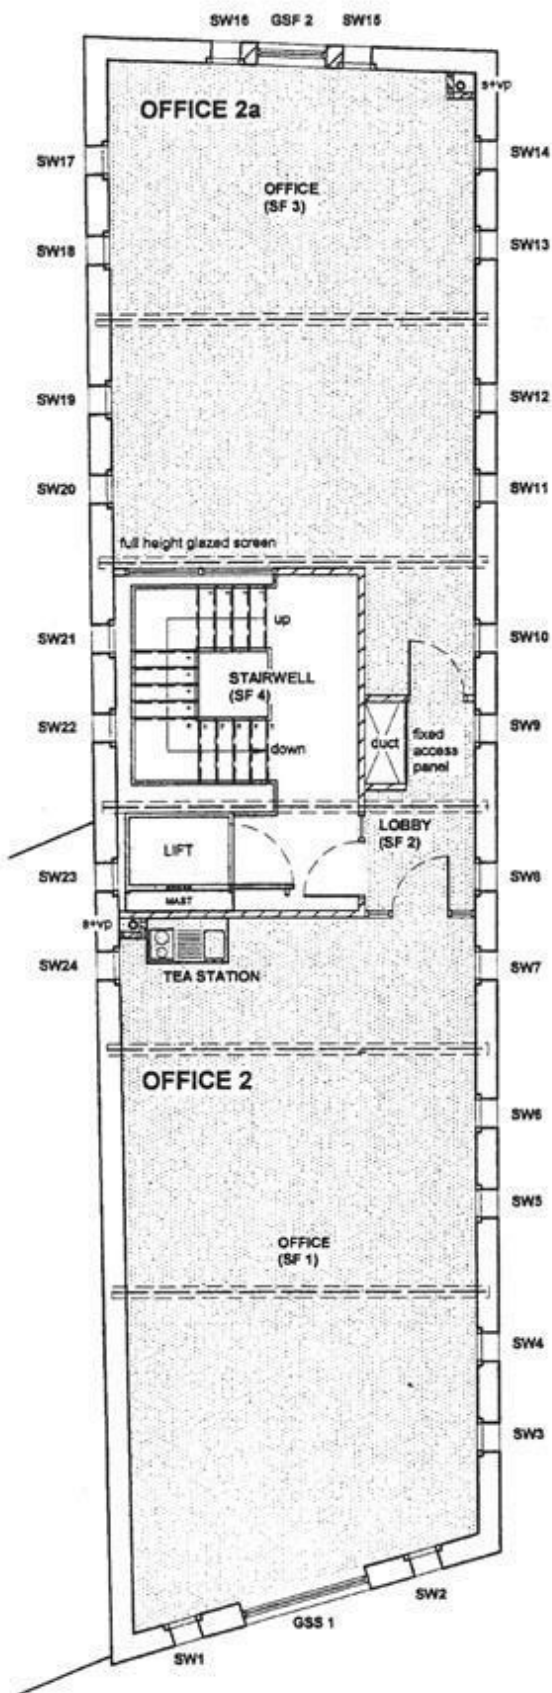 SW16 GSF 2 SW15
s+vp
OFFICE 2a
SW17
SW14
OFFICE
(SF 3)
SW18
SW13
SW19
SW12
SW20
SW11
full height glazed screen
up
SW21
SW10
STAIRWELL
(SF 4)
SW22
SW9
duct
fixed
access
panel
down
LOBBY
(SF 2)
LIFT
SW23
SW8
MAST
s+vp
SW24
SW7
TEA STATION
OFFICE 2
SW6
SW5
OFFICE
(SF 1)
SW4
SW3
SW2
GSS 1
SW1